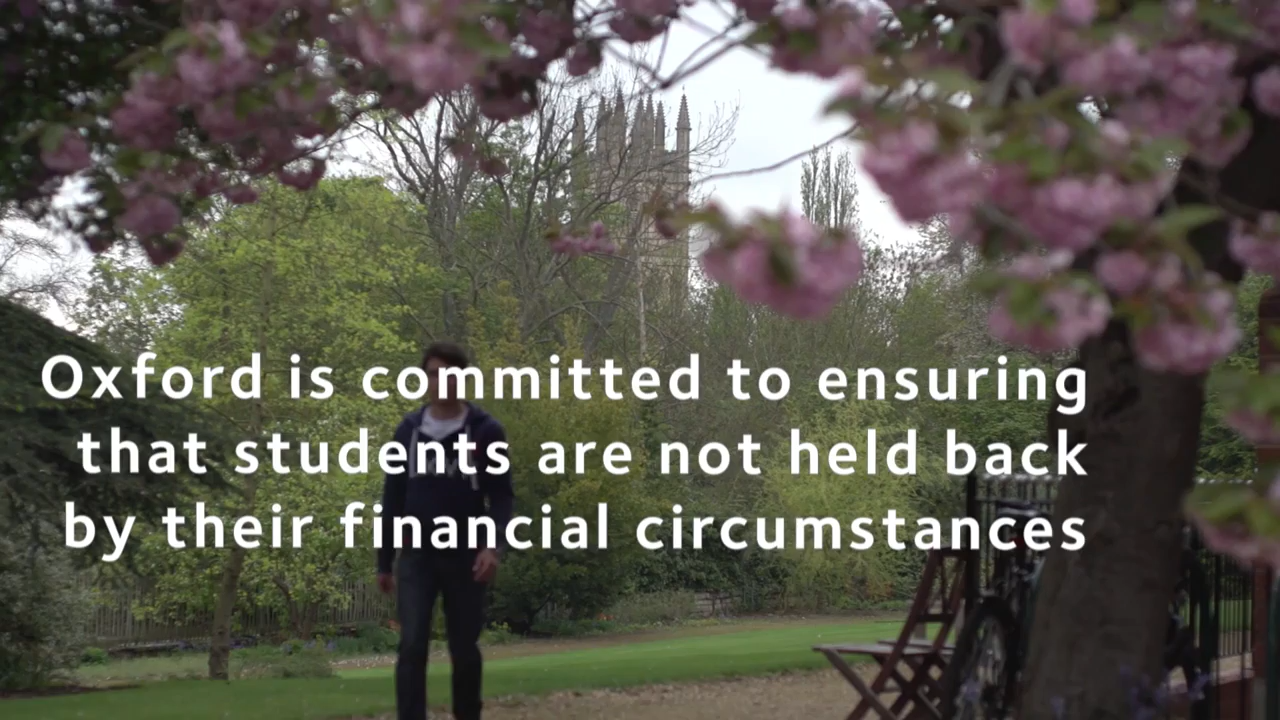 Oxford is committed to ensuring
that students are not held back
by their financial circumstances